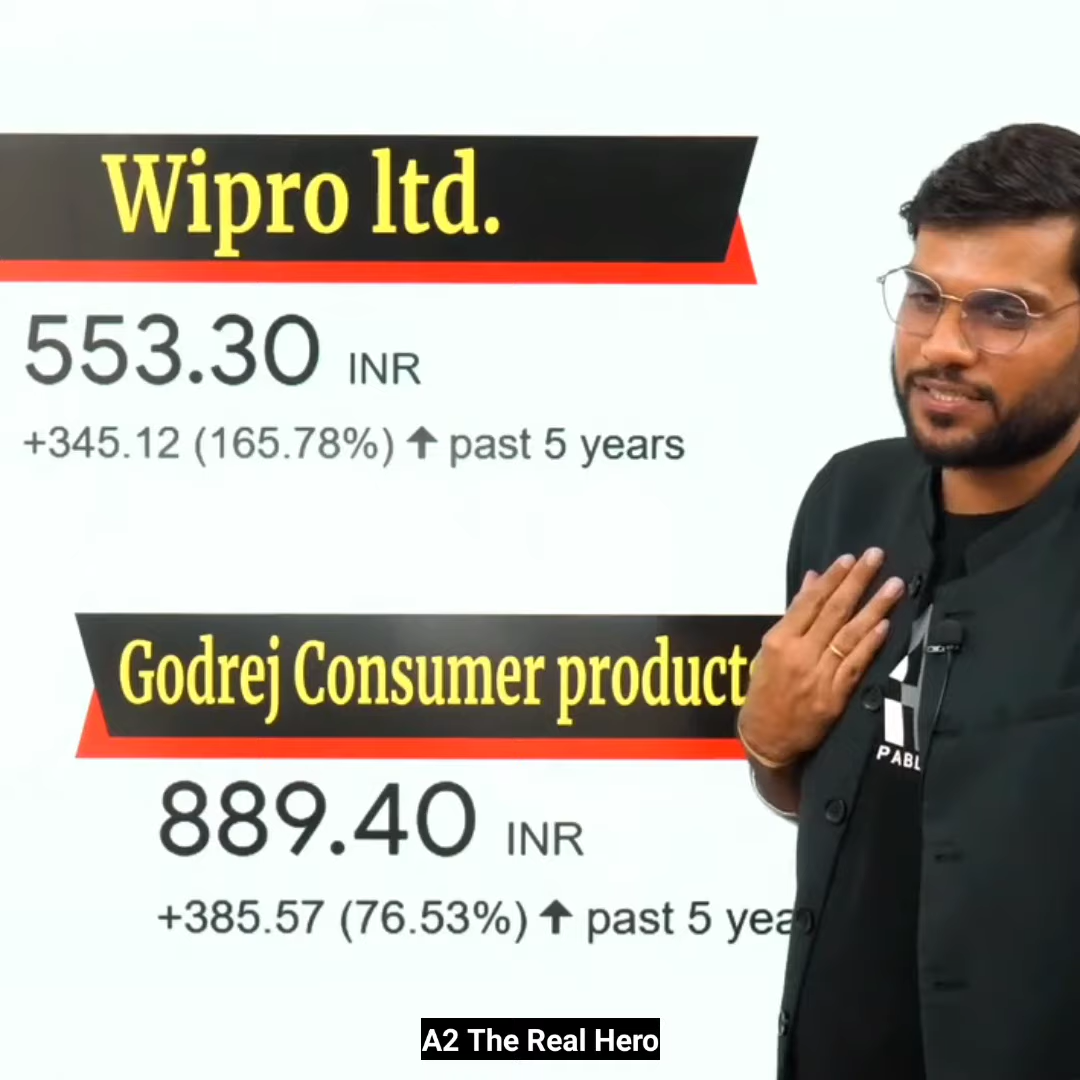 Wipro ltd.
553.30 INR
+345.12 (165.78%) ↑ past 5 years
Godrej Consumer product
889.40 INR
+385.57 (76.53%) ↑ past 5 yea
PABL
A2 The Real Hero